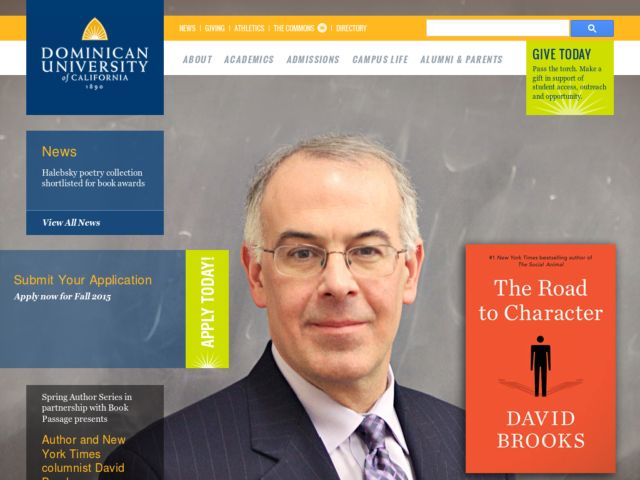 DOMINICAN
UNIVERSITY
of CALIFORNIA
1890
NEWS | GIVING | ATHLETICS | THE COMMONS | DIRECTORY
ABOUT ACADEMICS ADMISSIONS CAMPUS LIFE ALUMNI & PARENTS
GIVE TODAY
Pass the torch. Make a
gift in support of
student access, outreach
and opportunity.
News
Halebsky poetry collection
shortlisted for book awards
View All News
Submit Your Application
Apply now for Fall 2015
APPLY TODAY!
Spring Author Series in
partnership with Book
Passage presents
Author and New
York Times
columnist David
#1 New York Times bestselling author of
The Social Animal
The Road
to Character
DAVID
BROOKS